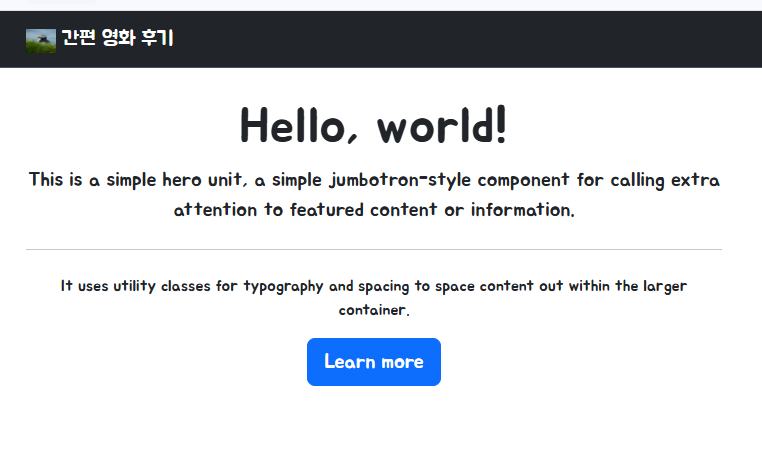 간편 영화 후기
Hello, world!
This is a simple hero unit, a simple jumbotron-style component for calling extra
attention to featured content or information.
It uses utility classes for typography and spacing to space content out within the larger
container.
Learn more